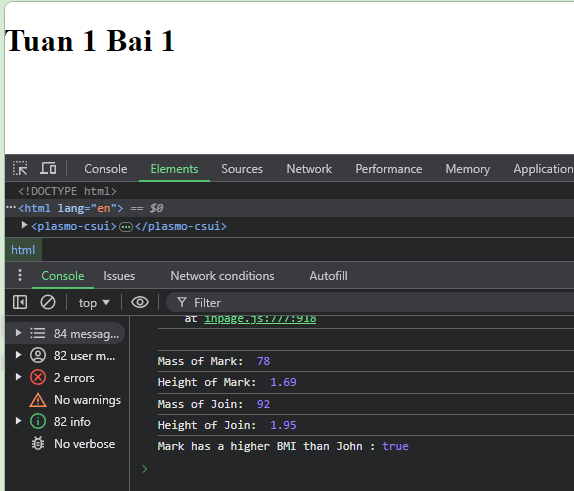 Tuan 1 Bai 1
Console Elements Sources Network Performance Memory Application
<!DOCTYPE html>
···<html lang="en"> == $0
<plasmo-csui>···</plasmo-csui>
html
Console Issues Network conditions Autofill
top Filter
at inpage.js:777:918
84 messag...
82 user m...
2 errors
No warnings
82 info
No verbose
Mass of Mark: 78
Height of Mark: 1.69
Mass of Join: 92
Height of Join: 1.95
Mark has a higher BMI than John : true